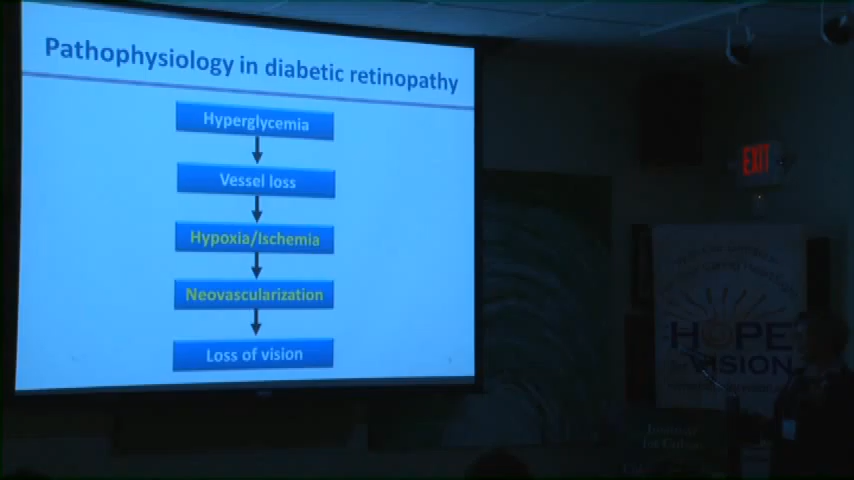 Pathophysiology in diabetic retinopathy
Hyperglycemia
Vessel loss
Hypoxia/Ischemia
Neovascularization
Loss of vision
EXIT
HOPE
VISION